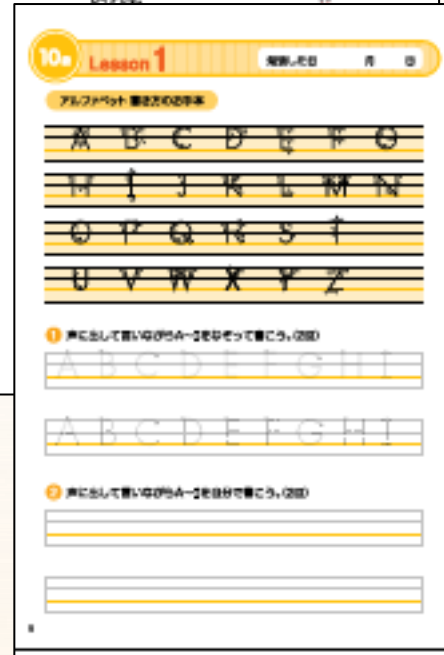 10 Lesson 1 学習した日 月 日
アルファベット 書き方のお手本
A B C D E F G
H I J K L M N
O P Q R S T
U V W X Y Z
1 声に出して言いながらA~Iをなぞって書こう。(2回)
A B C D E F G H I
A B C D E F G H I
2 声に出して言いながらA~Iを自分で書こう。(2回)